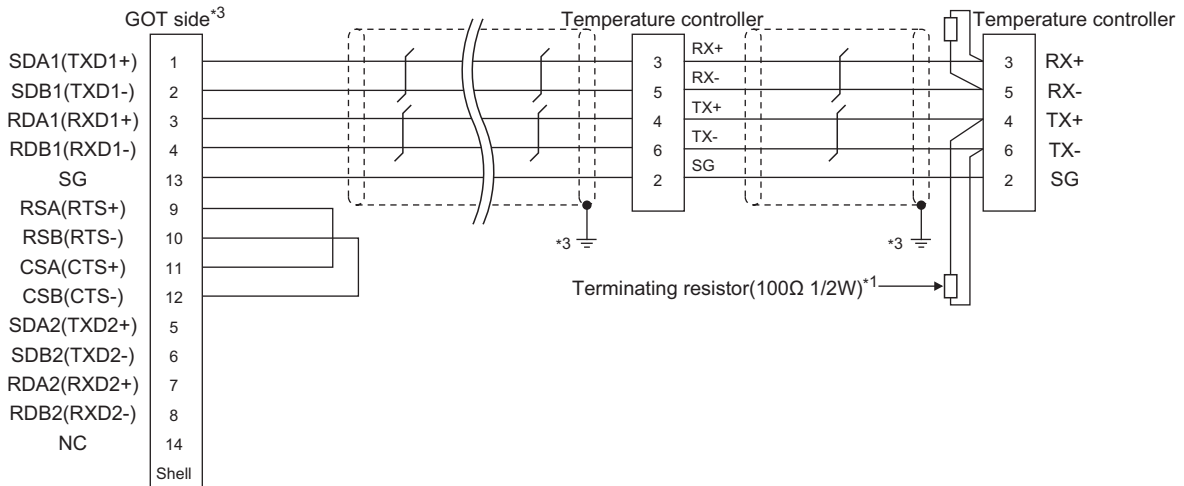 GOT side*3
Temperature controller
Temperature controller
SDA1(TXD1+) 1 3 RX+ 3 RX+
SDB1(TXD1-) 2 5 RX- 5 RX-
RDA1(RXD1+) 3 4 TX+ 4 TX+
RDB1(RXD1-) 4 6 TX- 6 TX-
SG 13 2 SG 2 SG
RSA(RTS+) 9
RSB(RTS-) 10 *3 *3
CSA(CTS+) 11
CSB(CTS-) 12 Terminating resistor(100Ω 1/2W)*1
SDA2(TXD2+) 5
SDB2(TXD2-) 6
RDA2(RXD2+) 7
RDB2(RXD2-) 8
NC 14
Shell